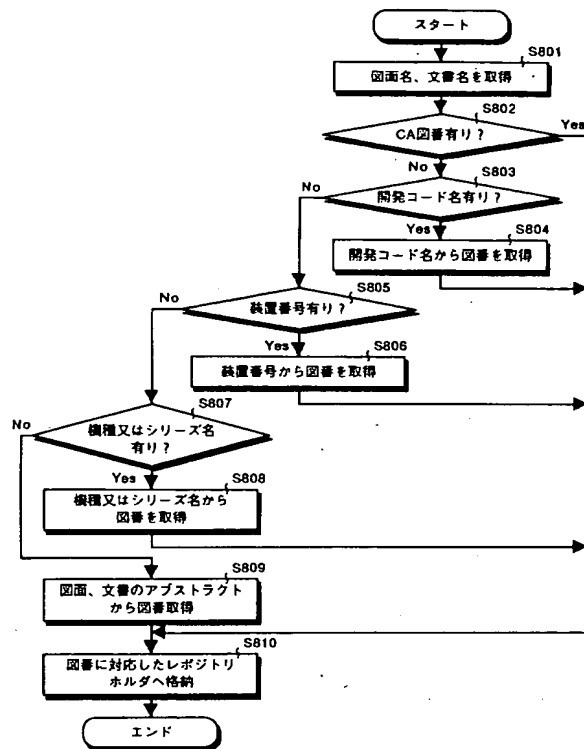 スタート
S801
図面名、文書名を取得
S802
CA図番有り？
Yes
No
S803
No
開発コード名有り？
Yes
S804
開発コード名から図番を取得
S805
No
装置番号有り？
Yes
S806
装置番号から図番を取得
S807
No
機種又はシリーズ名
有り？
Yes
S808
機種又はシリーズ名から
図番を取得
S809
図面、文書のアブストラクト
から図番取得
S810
図番に対応したレポジトリ
ホルダへ格納
エンド